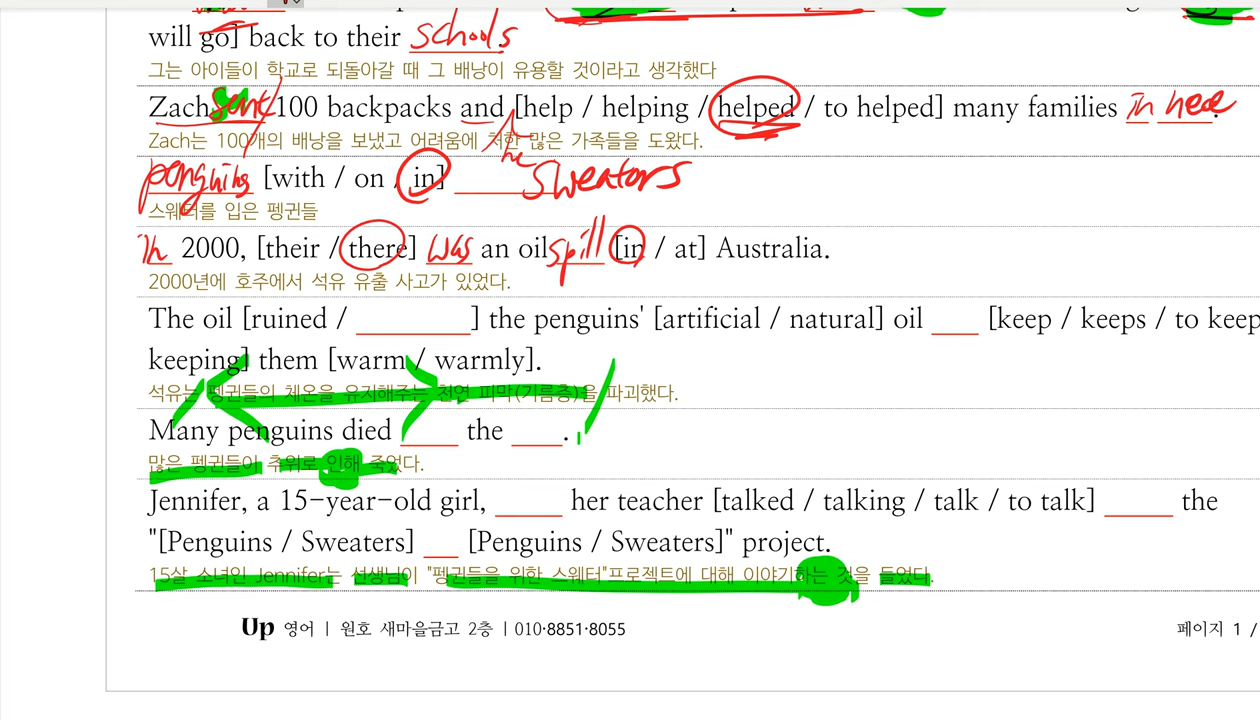 will go] back to their schools
그는 아이들이 학교로 되돌아갈 때 그 배낭이 유용할 것이라고 생각했다
Zach sent 100 backpacks and [help / helping / helped / to helped] many families in need.
Zach는 100개의 배낭을 보냈고 어려움에 처한 많은 가족들을 도왔다.
he
penguins [with / on / in] sweaters
스웨터를 입은 펭귄들
In 2000, [their / there] was an oil spill [in / at] Australia.
2000년에 호주에서 석유 유출 사고가 있었다.
The oil [ruined / ] the penguins' [artificial / natural] oil [keep / keeps / to keep
keeping] them [warm / warmly].
석유는 펭귄들의 체온을 유지해주는 천연 피막(기름층)을 파괴했다.
Many penguins died the .
많은 펭귄들이 추위로 인해 죽었다.
Jennifer, a 15-year-old girl, her teacher [talked / talking / talk / to talk] the
"[Penguins / Sweaters] [Penguins / Sweaters]" project.
15살 소녀인 Jennifer는 선생님이 "펭귄들을 위한 스웨터"프로젝트에 대해 이야기하는 것을 들었다.
Up 영어 | 원호 새마을금고 2층 | 010·8851·8055
페이지 1 /